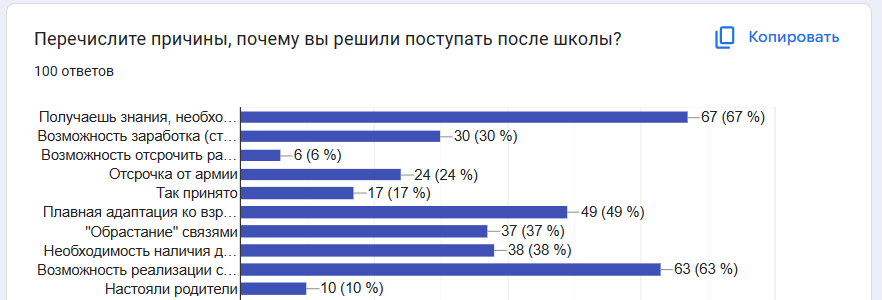 Перечислите причины, почему вы решили поступать после школы?
Копировать
100 ответов
Получаешь знания, необхо... 67 (67 %)
Возможность заработка (ст... 30 (30 %)
Возможность отсрочить ра... 6 (6 %)
Отсрочка от армии 24 (24 %)
Так принято 17 (17 %)
Плавная адаптация ко взр... 49 (49 %)
"Обрастание" связями 37 (37 %)
Необходимость наличия д... 38 (38 %)
Возможность реализации с... 63 (63 %)
Настояли родители 10 (10 %)